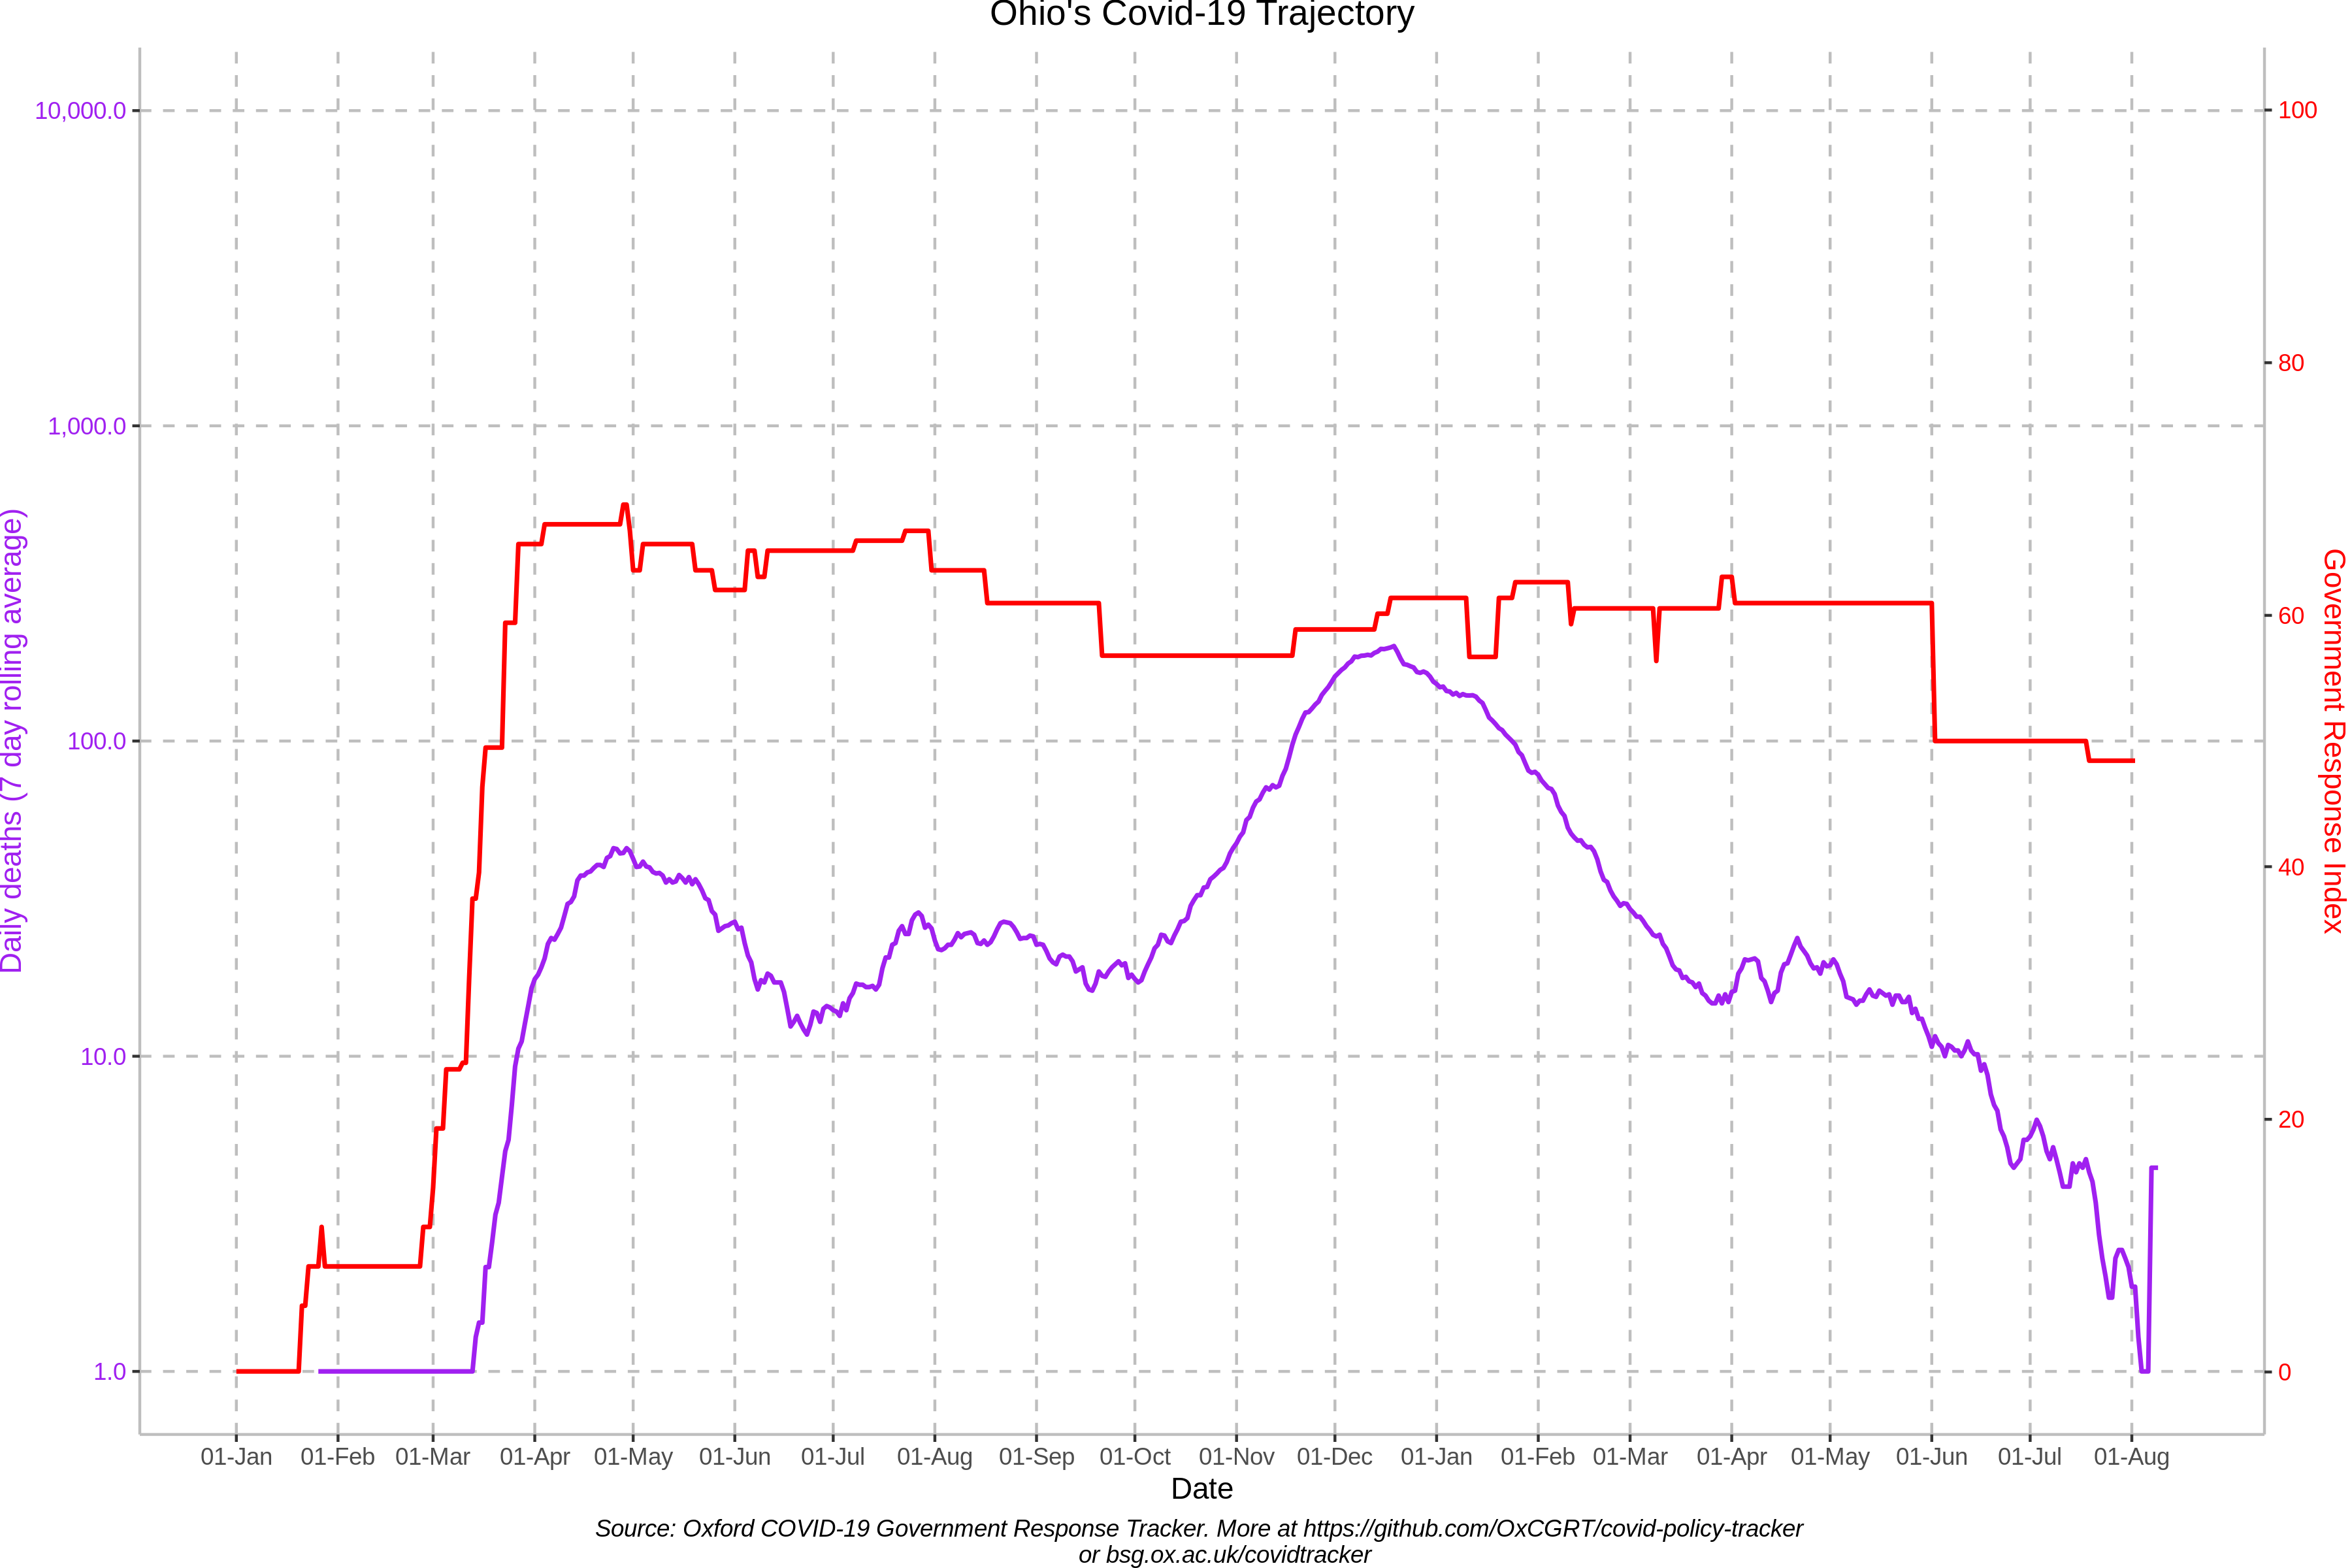 Ohio's Covid-19 Trajectory
10,000.0
1,000.0
100.0
10.0
1.0
Daily deaths (7 day rolling average)
100
80
60
40
20
0
Government Response Index
01-Jan 01-Feb 01-Mar 01-Apr 01-May 01-Jun 01-Jul 01-Aug 01-Sep 01-Oct 01-Nov 01-Dec 01-Jan 01-Feb 01-Mar 01-Apr 01-May 01-Jun 01-Jul 01-Aug
Date
Source: Oxford COVID-19 Government Response Tracker. More at https://github.com/OxCGRT/covid-policy-tracker
or bsg.ox.ac.uk/covidtracker